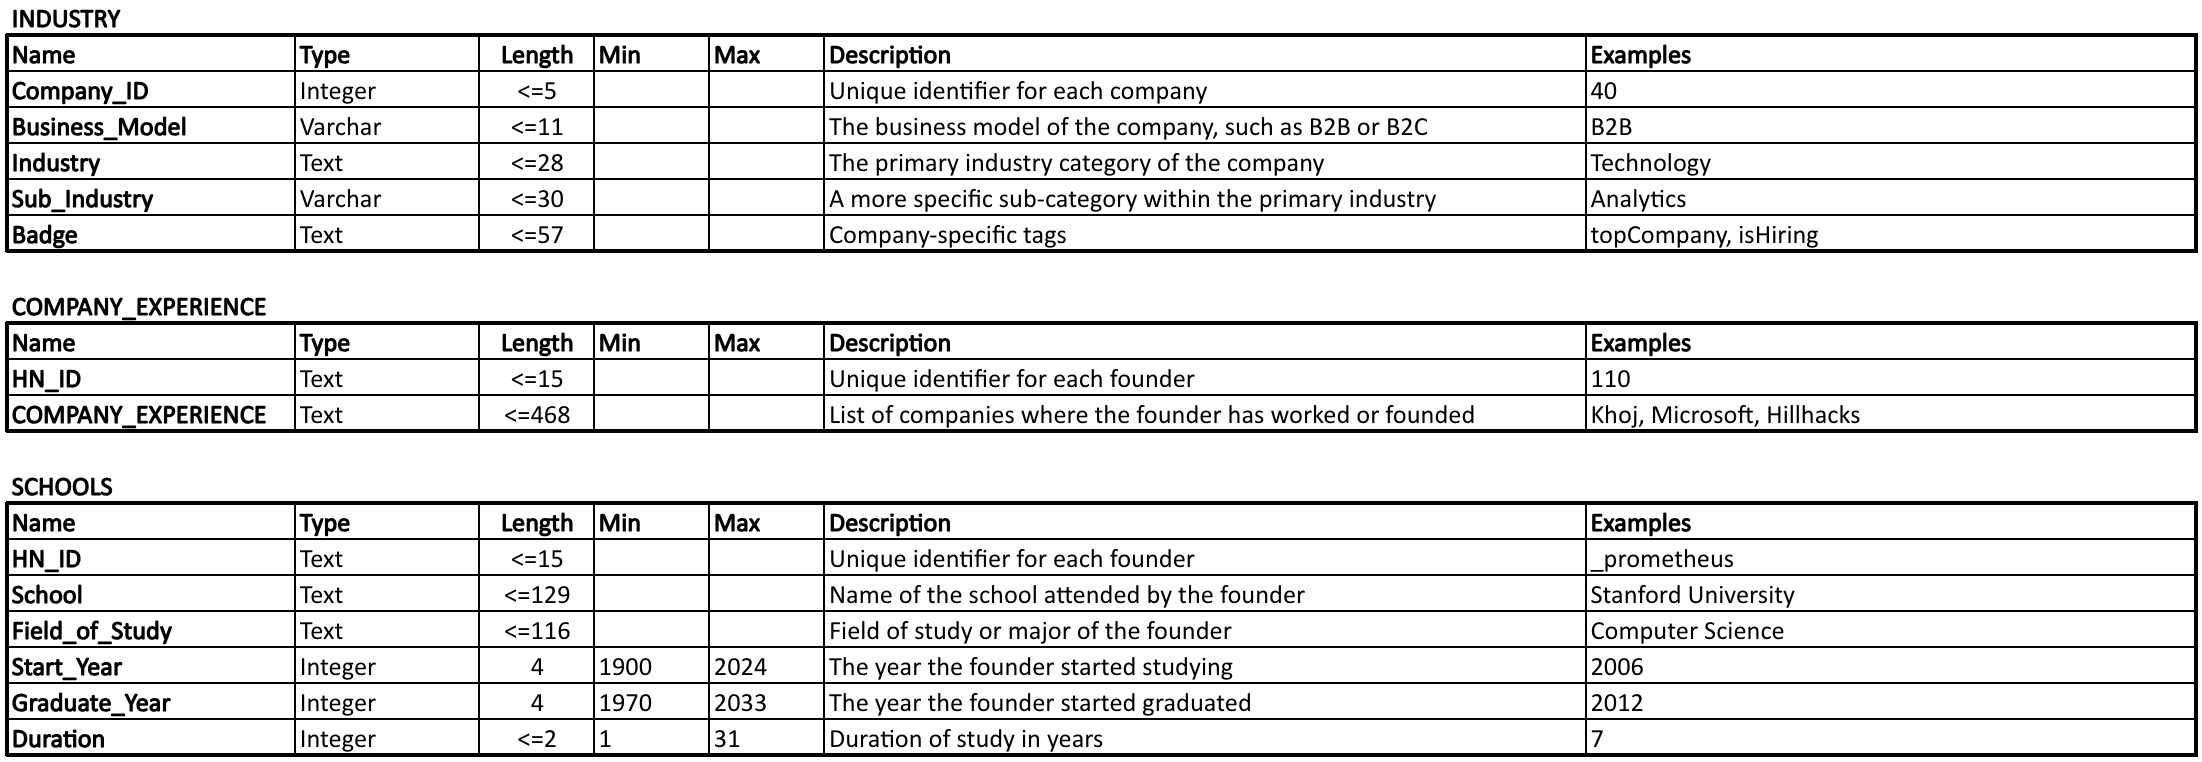 INDUSTRY
Name Type Length Min Max Description Examples
Company_ID Integer <=5 Unique identifier for each company 40
Business_Model Varchar <=11 The business model of the company, such as B2B or B2C B2B
Industry Text <=28 The primary industry category of the company Technology
Sub_Industry Varchar <=30 A more specific sub-category within the primary industry Analytics
Badge Text <=57 Company-specific tags topCompany, isHiring
COMPANY_EXPERIENCE
Name Type Length Min Max Description Examples
HN_ID Text <=15 Unique identifier for each founder 110
COMPANY_EXPERIENCE Text <=468 List of companies where the founder has worked or founded Khoj, Microsoft, Hillhacks
SCHOOLS
Name Type Length Min Max Description Examples
HN_ID Text <=15 Unique identifier for each founder _prometheus
School Text <=129 Name of the school attended by the founder Stanford University
Field_of_Study Text <=116 Field of study or major of the founder Computer Science
Start_Year Integer 4 1900 2024 The year the founder started studying 2006
Graduate_Year Integer 4 1970 2033 The year the founder started graduated 2012
Duration Integer <=2 1 31 Duration of study in years 7